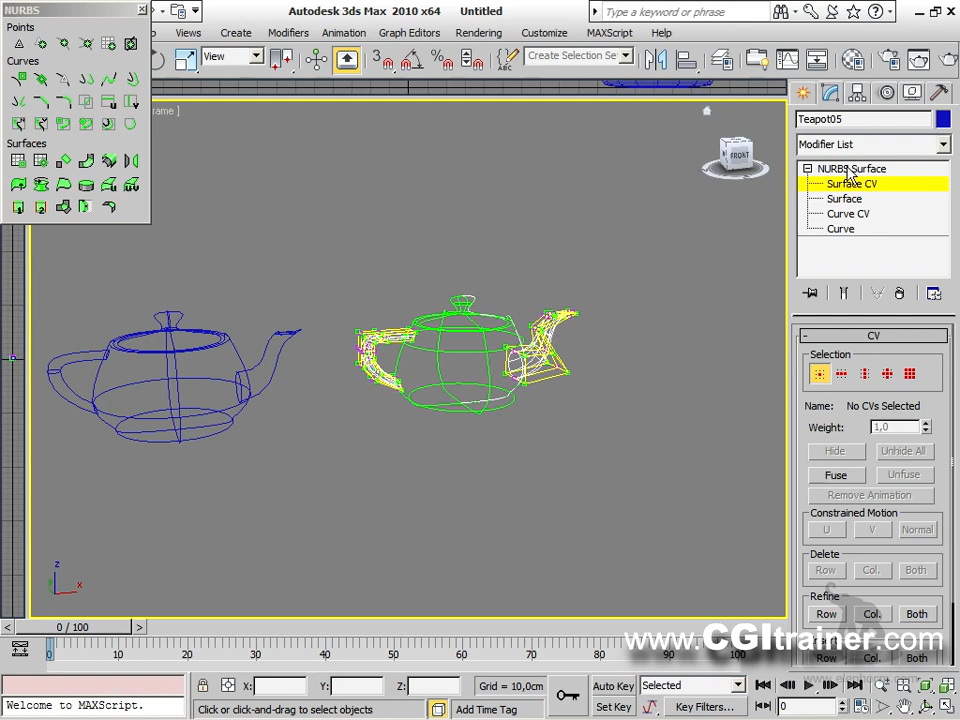 NURBS
Autodesk 3ds Max 2010 x64 Untitled
Type a keyword or phrase
Points
Views Create Modifiers Animation Graph Editors Rendering Customize MAXScript Help
View
Create Selection Se
Curves
Surfaces
rame ]
FRONT
Teapot05
Modifier List
NURBS Surface
Surface CV
Surface
Curve CV
Curve
CV
Selection
Name: No CVs Selected
Weight: 1,0
Hide Unhide All
Fuse Unfuse
Remove Animation
Constrained Motion
U V Normal
Delete
Row Col. Both
Refine
Row Col. Both
Row Col. Both
z
x
0 / 100
0 10 20 30 40 50 60 70 80 90 100
www.CGItrainer.com
X: Y: Z: Grid = 10,0cm Auto Key Selected
Welcome to MAXScript. Click or click-and-drag to select objects Add Time Tag Set Key Key Filters... 0